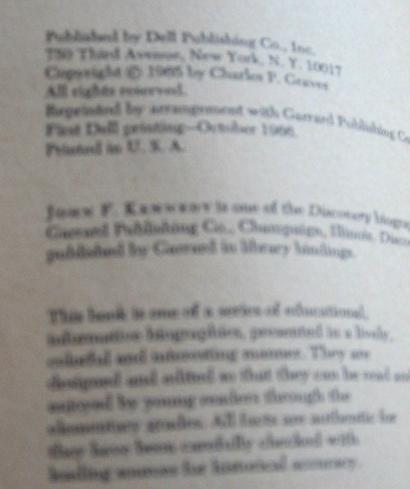 Published by Dell Publishing Co., Inc.
750 Third Avenue, New York, N. Y. 10017
Copyright © 1965 by Charles P. Graves
All rights reserved.
Reprinted by arrangement with Garrard Publishing Co
First Dell printing—October 1966.
Printed in U. S. A.
JOHN F. KENNEDY is one of the Discovery biogra
Garrard Publishing Co., Champaign, Illinois. Disco
published by Garrard in library bindings.
This book is one of a series of educational,
informative biographies, presented in a lively,
colorful and interesting manner. They are
designed and edited so that they can be read and
enjoyed by young readers through the
elementary grades. All facts are authentic for
they have been carefully checked with
leading sources for historical accuracy.